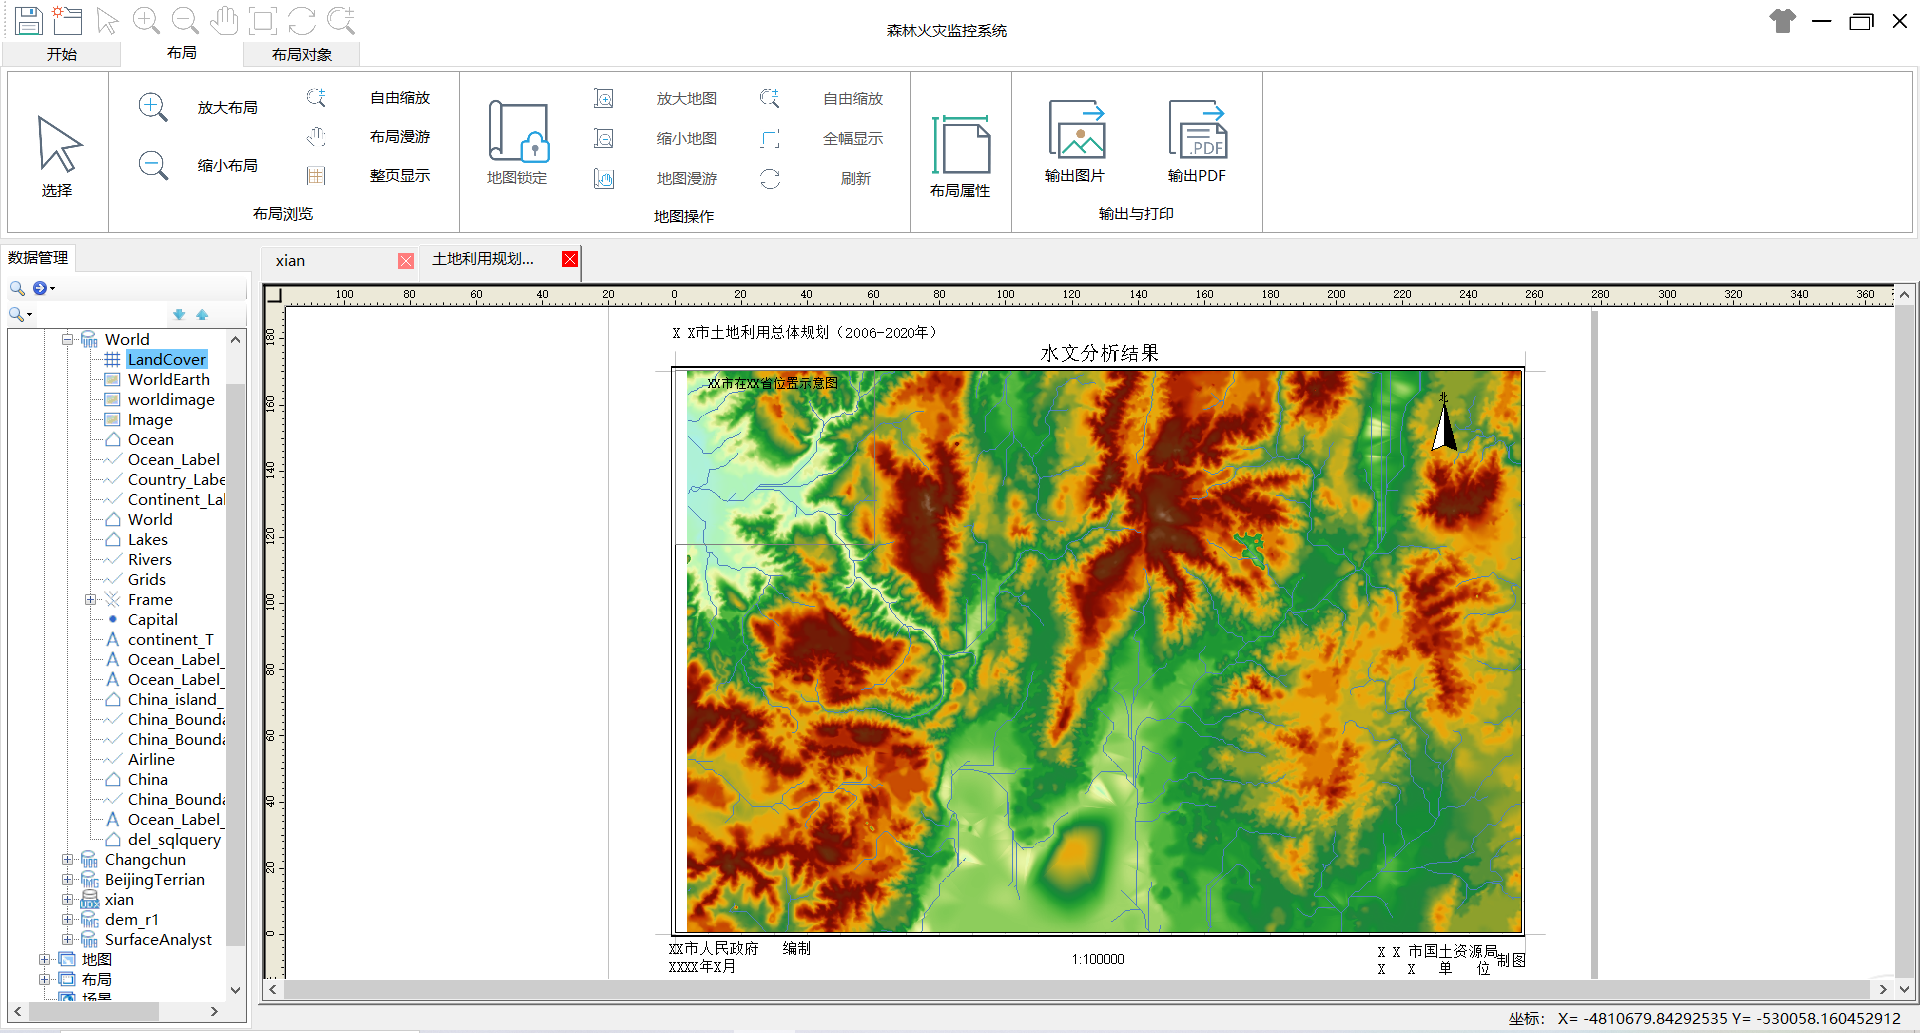 森林火灾监控系统
开始 布局 布局对象
选择
放大布局
缩小布局
自由缩放
布局漫游
整页显示
布局浏览
地图锁定
放大地图
缩小地图
地图漫游
自由缩放
全幅显示
刷新
地图操作
布局属性
输出图片
输出PDF
输出与打印
数据管理
World
LandCover
WorldEarth
worldimage
Image
Ocean
Ocean_Label
Country_Labe
Continent_La
World
Lakes
Rivers
Grids
Frame
Capital
continent_T
Ocean_Label_
Ocean_Label_
China_island_
China_Bounda
China_Bounda
Airline
China
China_Bounda
Ocean_Label_
del_sqlquery
Changchun
BeijingTerrian
xian
dem_r1
SurfaceAnalyst
地图
布局
场景
xian
土地利用规划...
100 80 60 40 20 0 20 40 60 80 100 120 140 160 180 200 220 240 260 280 300 320 340 360
180
160
140
120
100
80
60
40
20
0
X X市土地利用总体规划（2006-2020年）
水文分析结果
XX市在XX省位置示意图
北
XX市人民政府 编制
XXXX年X月
1:100000
X X 市国土资源局
X X 单 位
制图
坐标： X= -4810679.84292535 Y= -530058.160452912